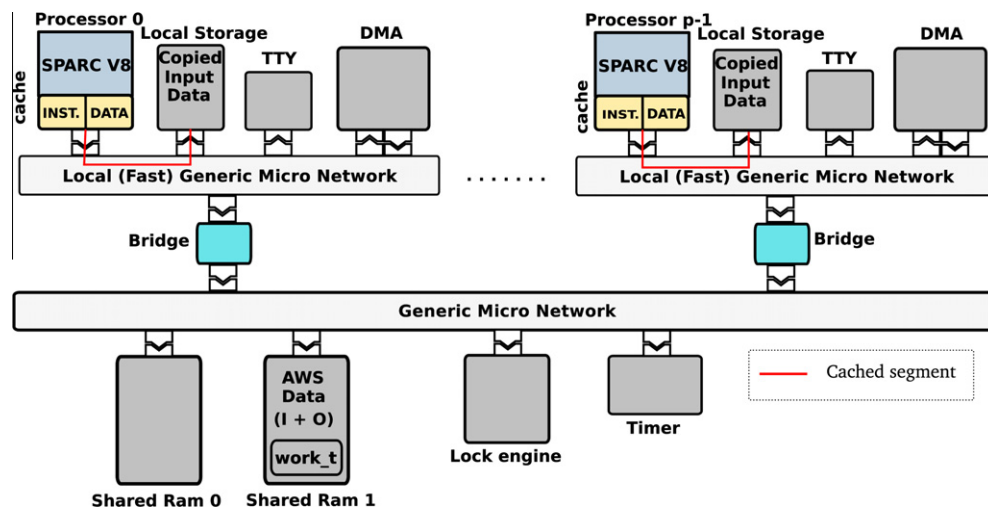 Processor 0
Local Storage
DMA
SPARC V8
Copied
Input
Data
TTY
cache
INST.
DATA
Local (Fast) Generic Micro Network
Bridge
.......
Processor p-1
Local Storage
DMA
SPARC V8
Copied
Input
Data
TTY
cache
INST.
DATA
Local (Fast) Generic Micro Network
Bridge
Generic Micro Network
AWS
Data
(I + O)
work_t
Shared Ram 0
Shared Ram 1
Lock engine
Timer
Cached segment